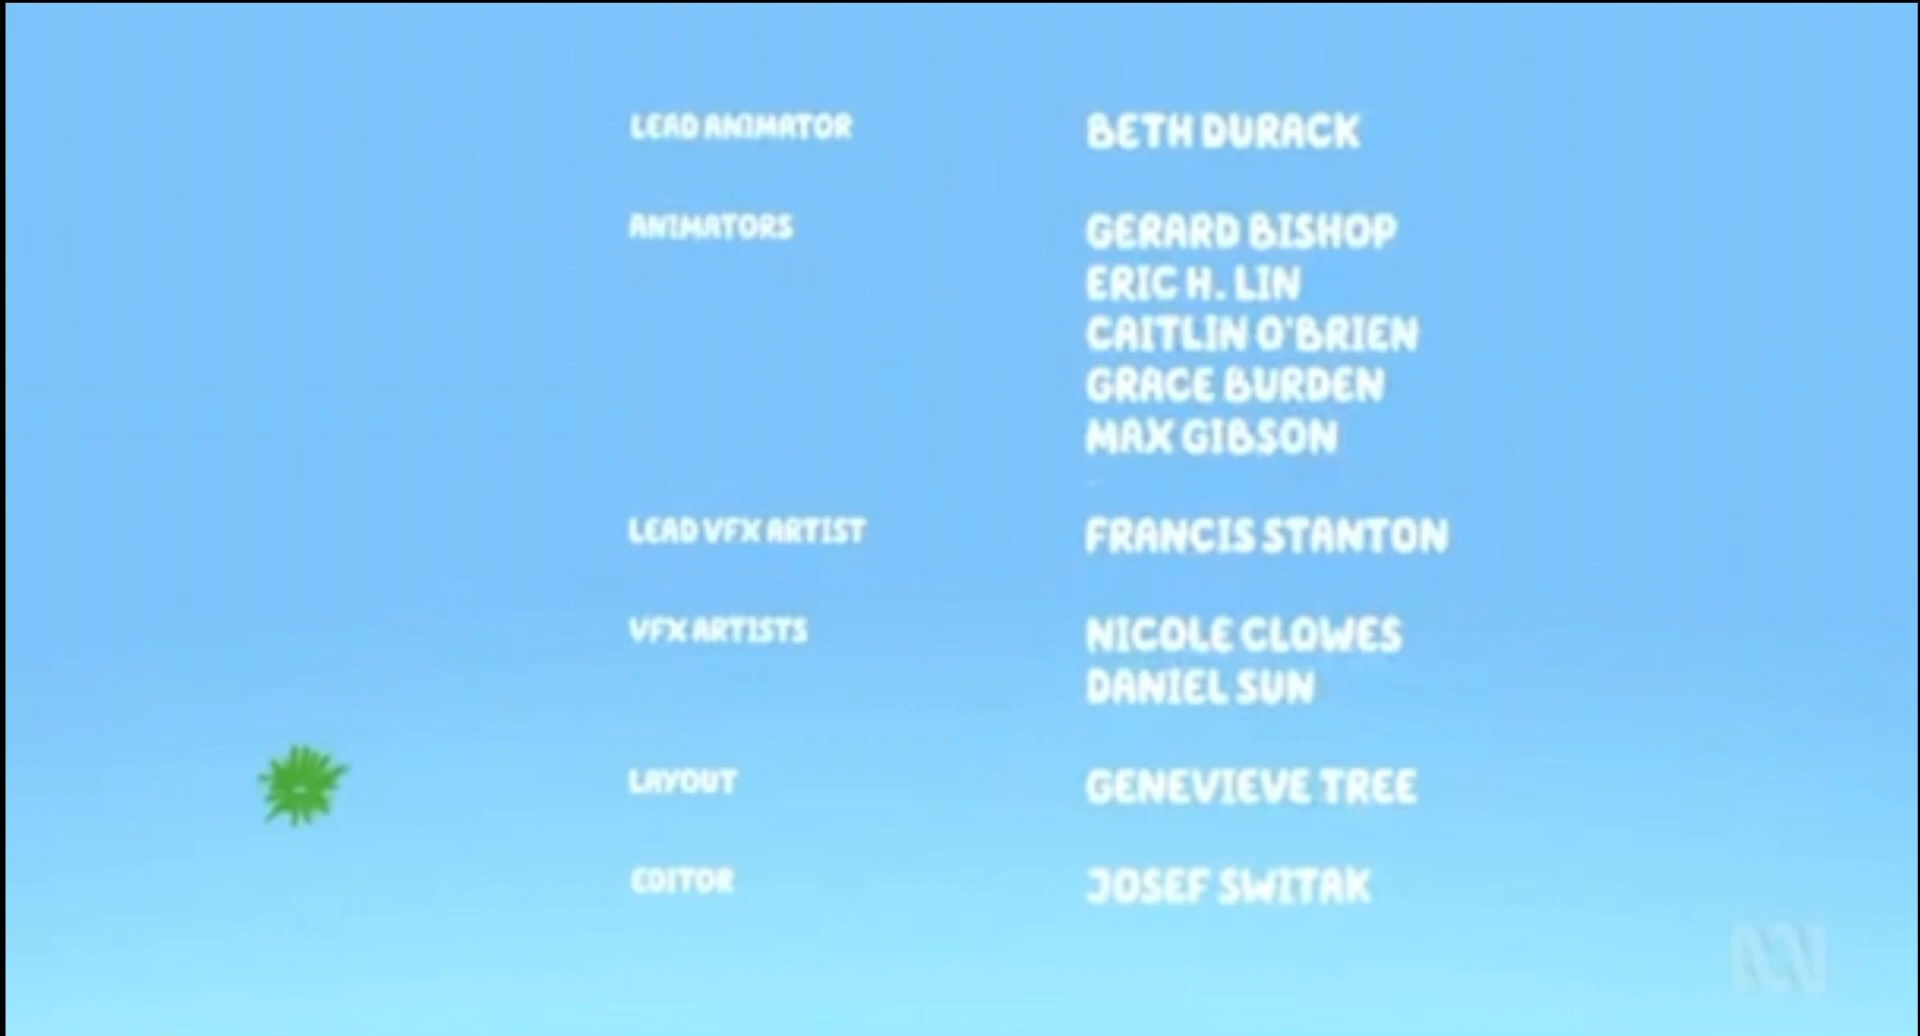 LEAD ANIMATOR BETH DURACK
ANIMATORS GERARD BISHOP
ERIC H. LIN
CAITLIN O'BRIEN
GRACE BURDEN
MAX GIBSON
LEAD VFX ARTIST FRANCIS STANTON
VFX ARTISTS NICOLE CLOWES
DANIEL SUN
LAYOUT GENEVIEVE TREE
EDITOR JOSEF SWITAK